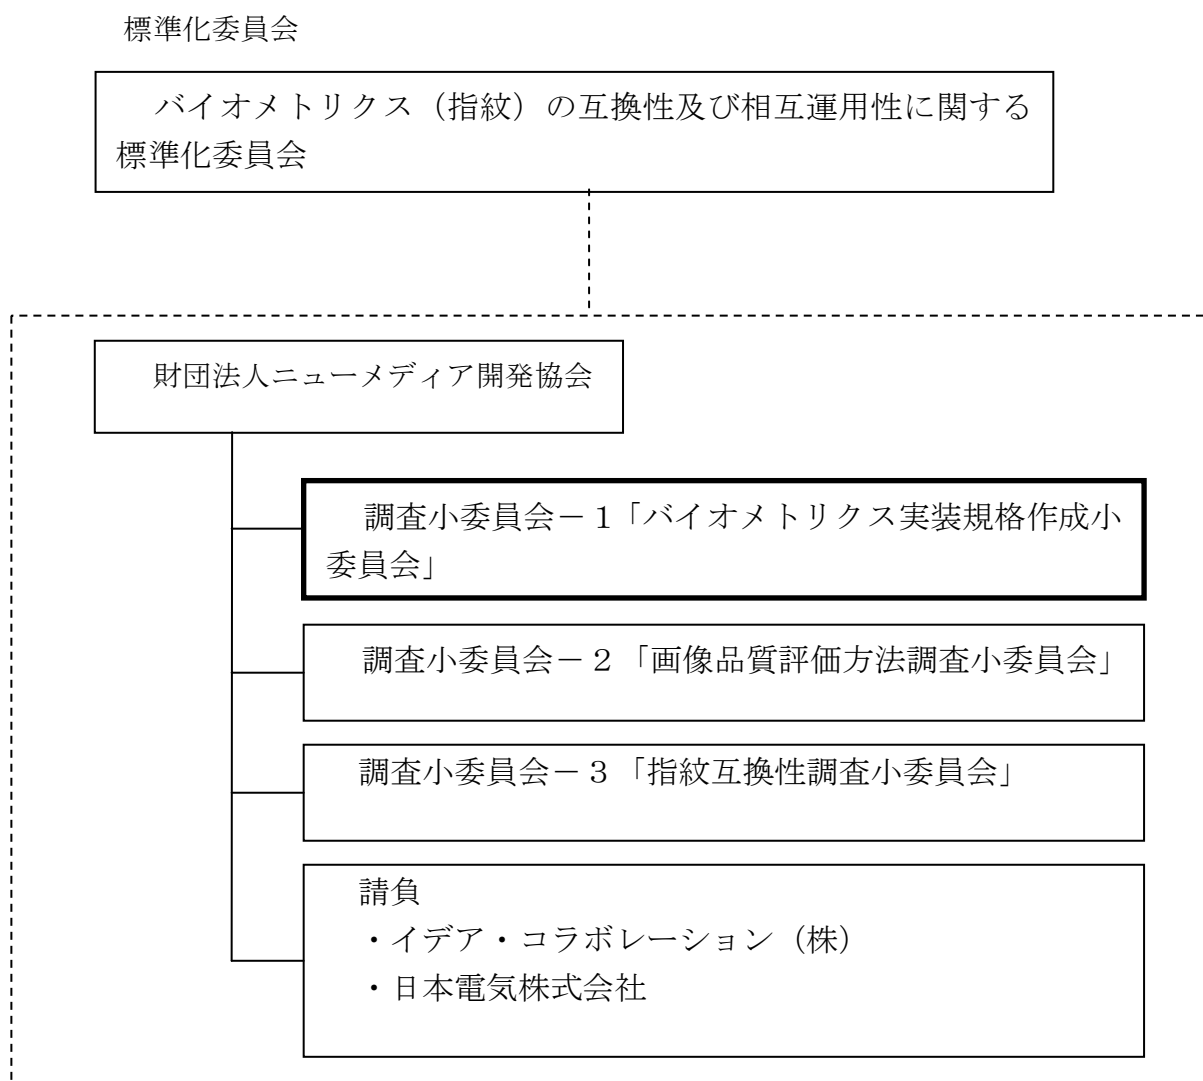 標準化委員会
バイオメトリクス（指紋）の互換性及び相互運用性に関する
標準化委員会
財団法人ニューメディア開発協会
調査小委員会－１「バイオメトリクス実装規格作成小
委員会」
調査小委員会－２「画像品質評価方法調査小委員会」
調査小委員会－３「指紋互換性調査小委員会」
請負
・イデア・コラボレーション（株）
・日本電気株式会社